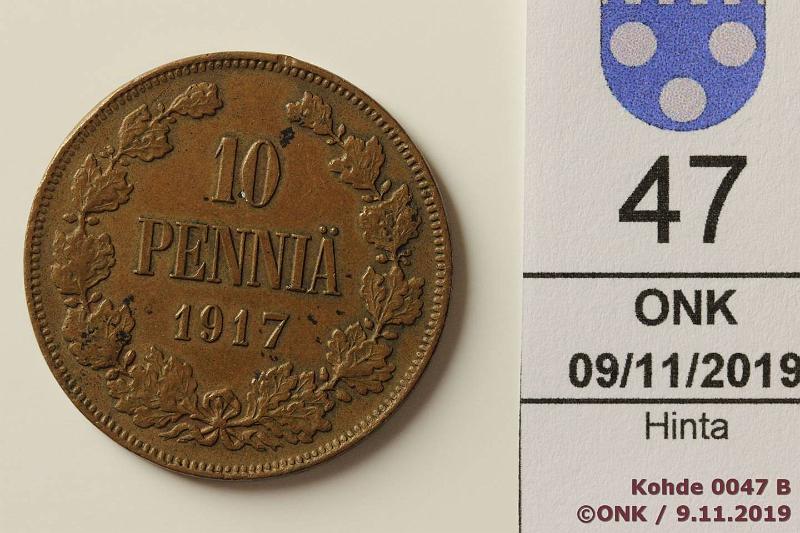 10
PENNIÄ
1917
47
ONK
09/11/2019
Hinta
Kohde 0047 B
©ONK / 9.11.2019